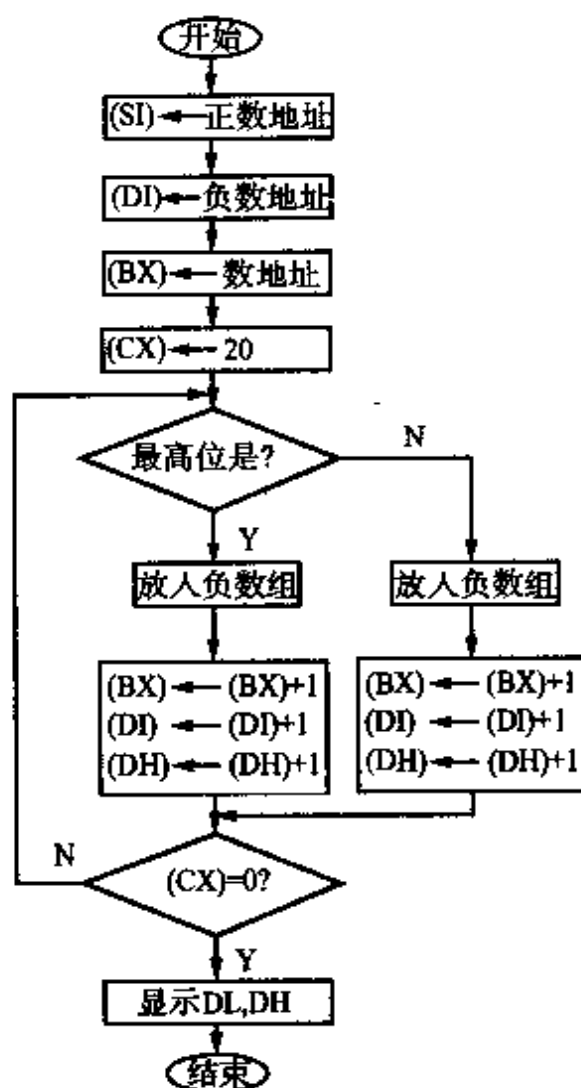 开始
(SI)← 正数地址
(DI)← 负数地址
(BX)← 数地址
(CX)← 20
最高位是?
N
Y
放人负数组
放人负数组
(BX)← (BX)+1
(DI)← (DI)+1
(DH)← (DH)+1
(BX)← (BX)+1
(DI)← (DI)+1
(DH)← (DH)+1
N
(CX)=0?
Y
显示DL,DH
结束